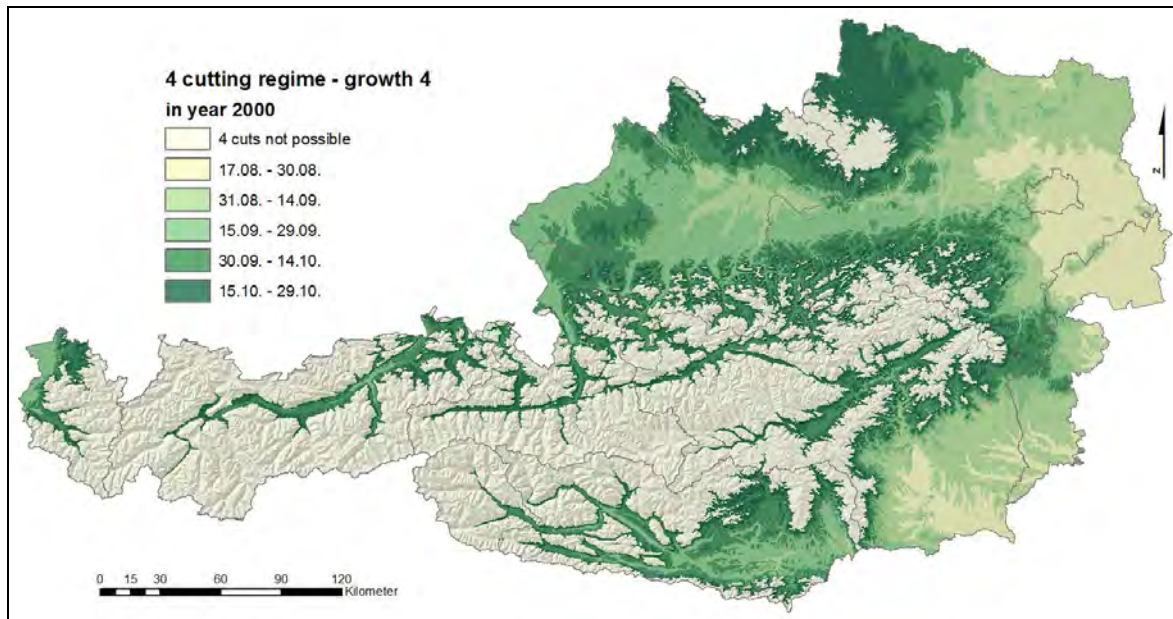 4 cutting regime - growth 4
in year 2000
4 cuts not possible
17.08. - 30.08.
31.08. - 14.09.
15.09. - 29.09.
30.09. - 14.10.
15.10. - 29.10.
N
0 15 30 60 90 120
Kilometer